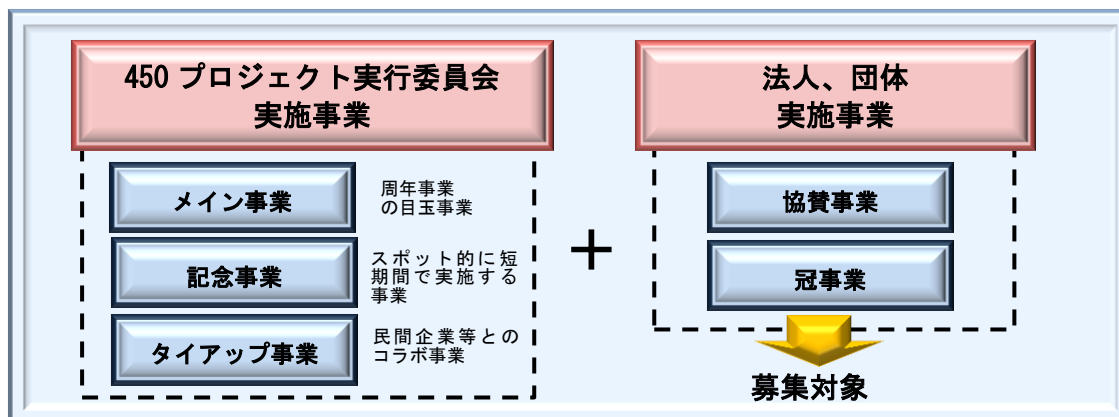 450 プロジェクト実行委員会
実施事業
メイン事業
周年事業
の目玉事業
記念事業
スポット的に短
期間で実施する
事業
タイアップ事業
民間企業等との
コラボ事業
+
法人、団体
実施事業
協賛事業
冠事業
募集対象